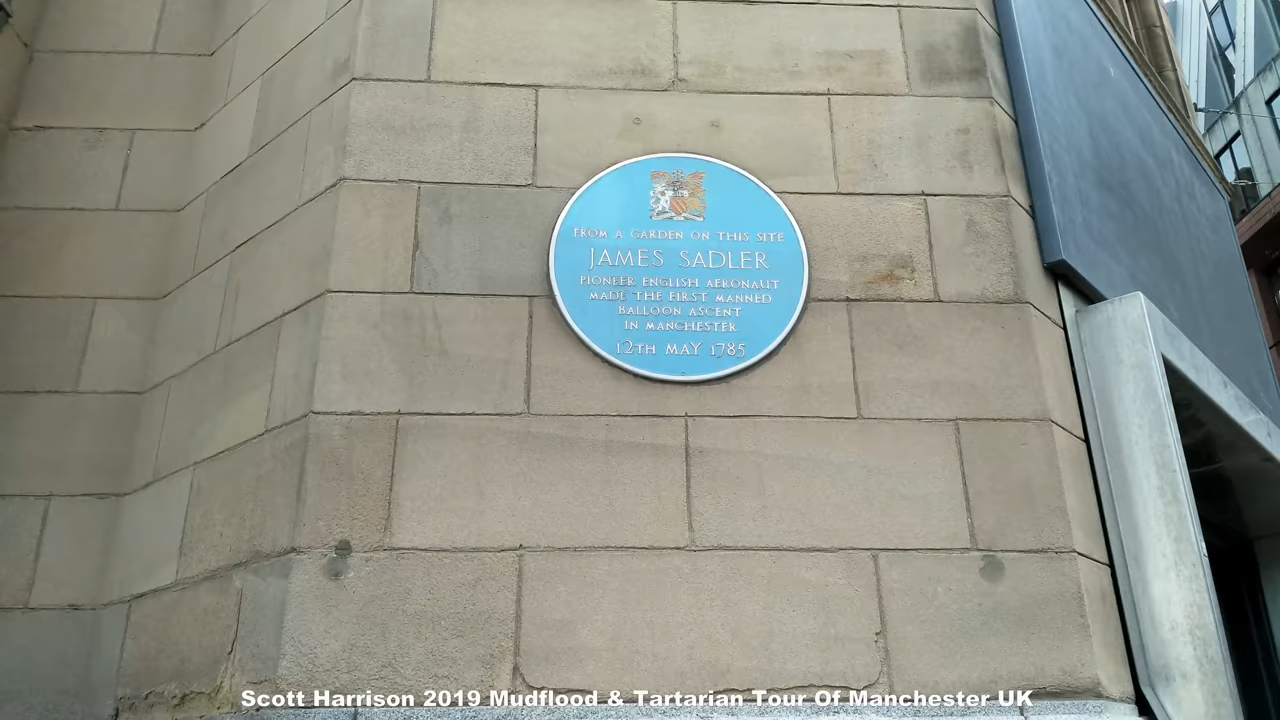 FROM A GARDEN ON THIS SITE
JAMES SADLER
PIONEER ENGLISH AERONAUT
MADE THE FIRST MANNED
BALLOON ASCENT
IN MANCHESTER
12TH MAY 1785
Scott Harrison 2019 Mudflood & Tartarian Tour Of Manchester UK